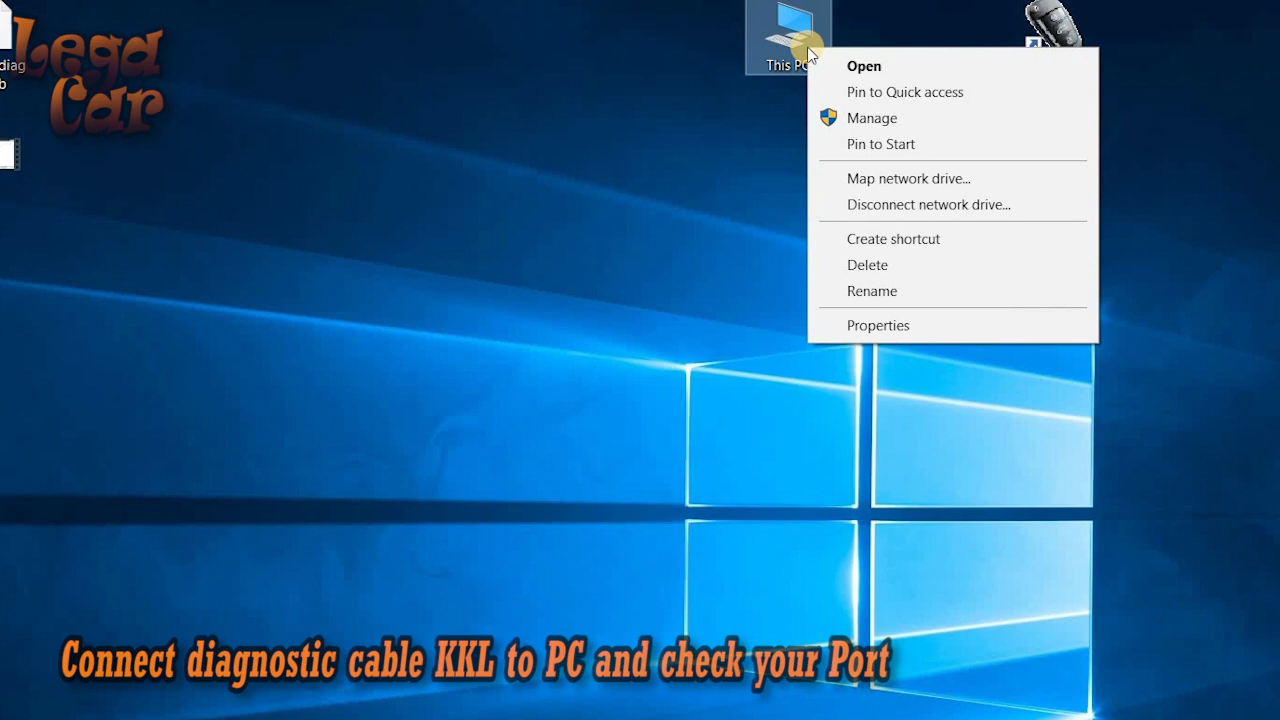 Lega
Car
diag
b
This PC
Open
Pin to Quick access
Manage
Pin to Start
Map network drive...
Disconnect network drive...
Create shortcut
Delete
Rename
Properties
Connect diagnostic cable KKL to PC and check your Port